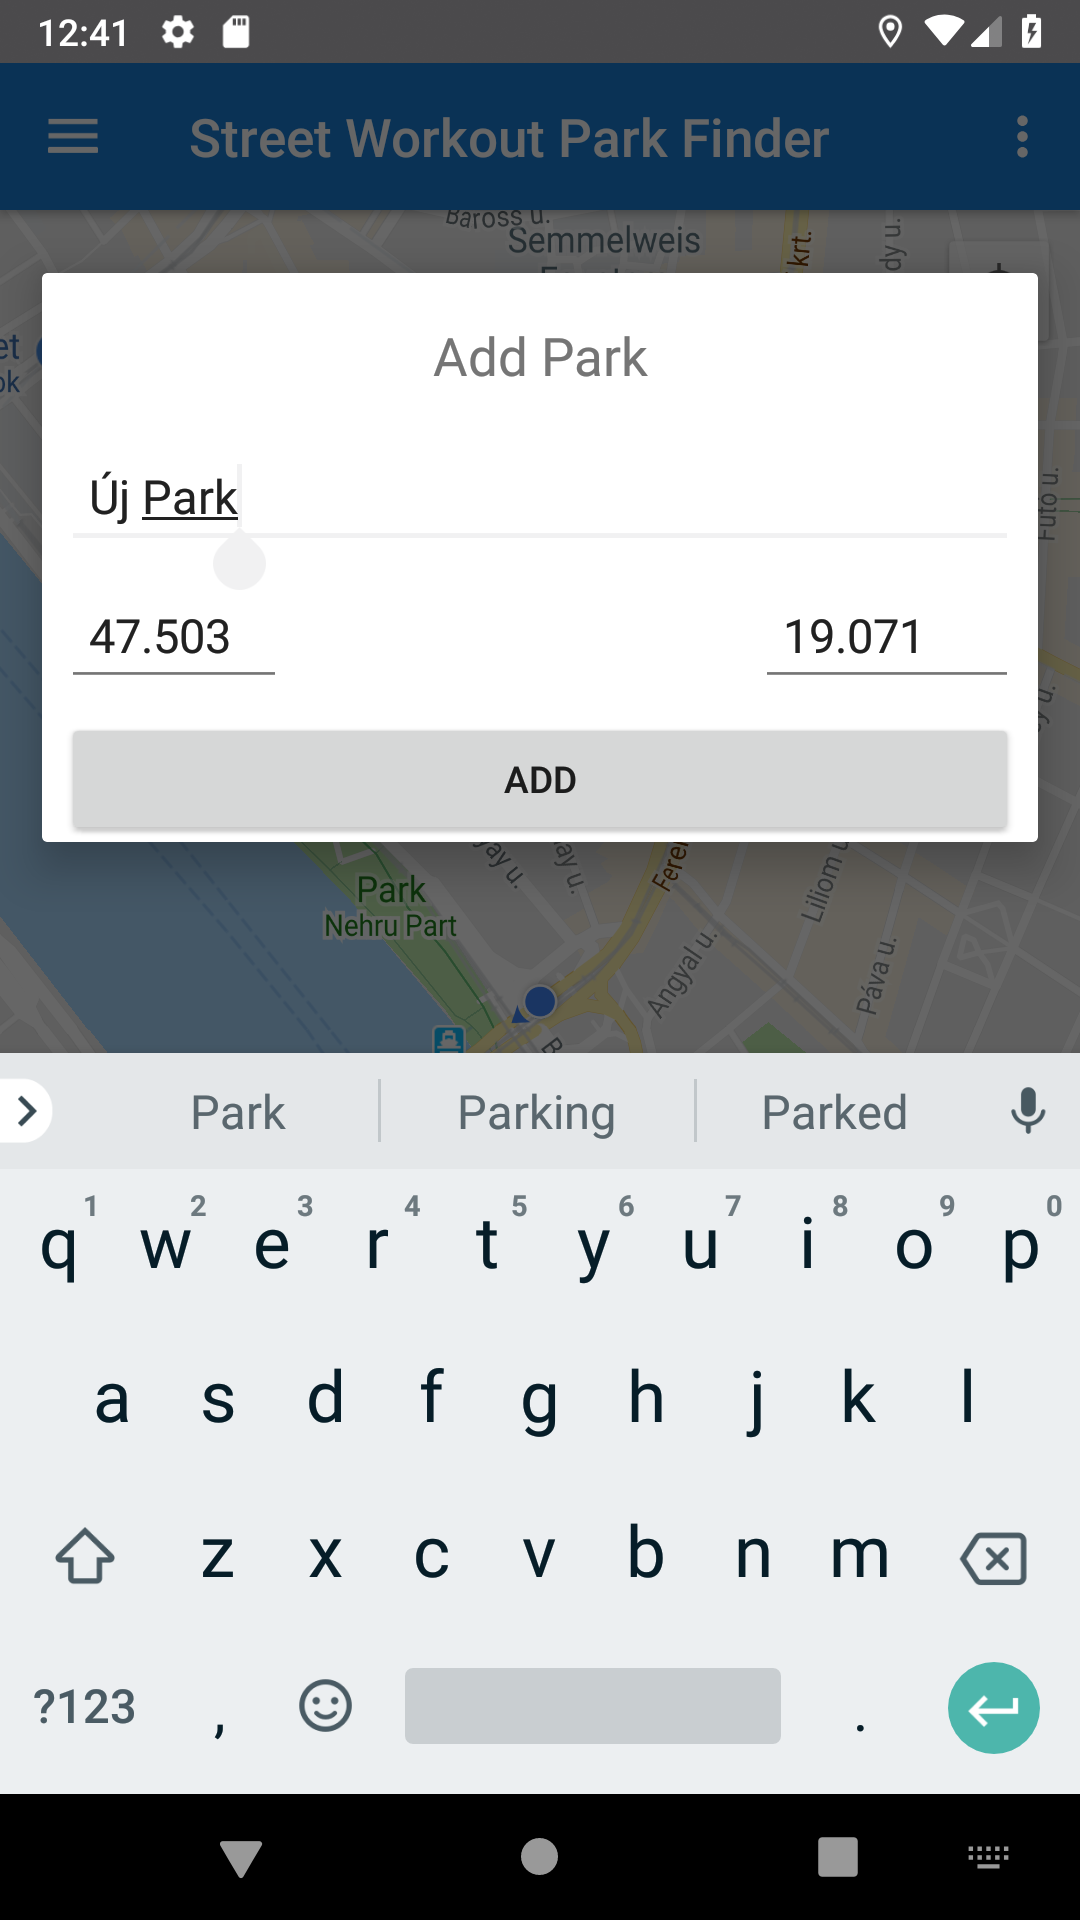 12:41
Street Workout Park Finder
Baross u.
Semmelweis
krt.
dy u.
et
ok
Add Park
Új Park
Futó u.
47.503
19.071
y u.
ADD
ay u.
ay u.
Feren
Liliom u
Park
Nehru Part
Angyal u.
Páva u.
B
Park Parking Parked
1 2 3 4 5 6 7 8 9 0
q w e r t y u i o p
a s d f g h j k l
z x c v b n m
?123 , .